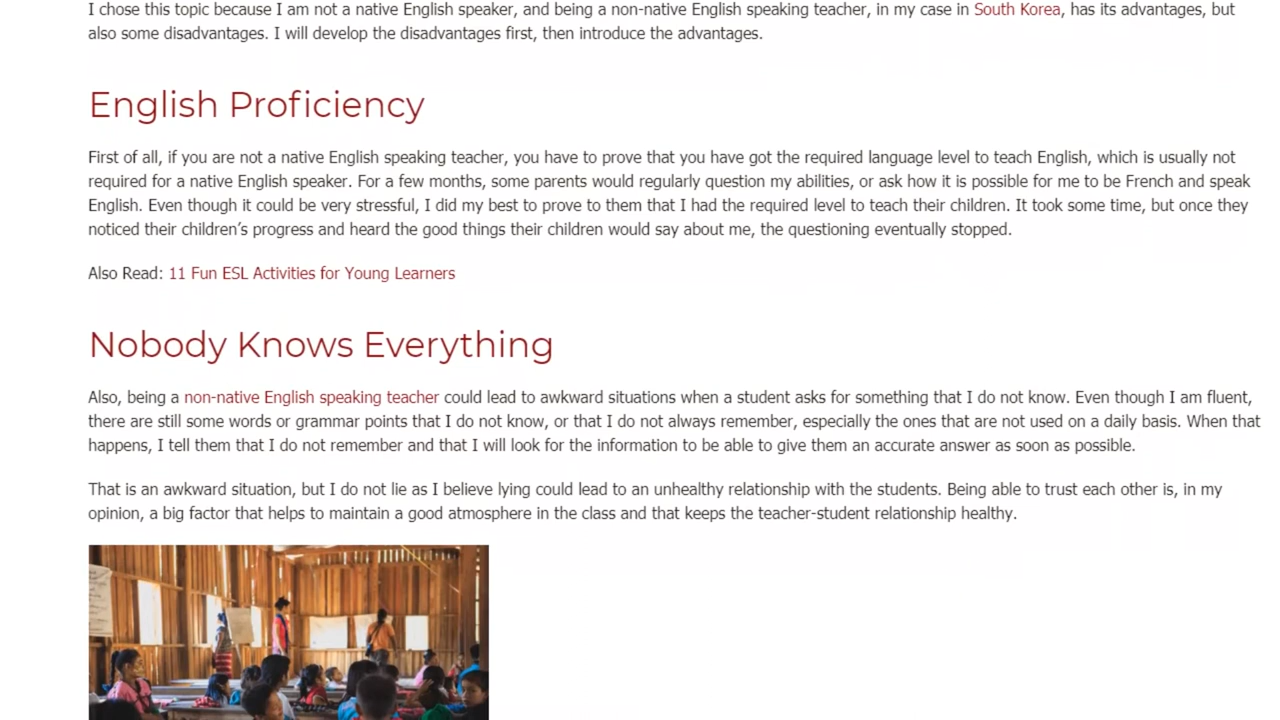 I chose this topic because I am not a native English speaker, and being a non-native English speaking teacher, in my case in South Korea, has its advantages, but
also some disadvantages. I will develop the disadvantages first, then introduce the advantages.
English Proficiency
First of all, if you are not a native English speaking teacher, you have to prove that you have got the required language level to teach English, which is usually not
required for a native English speaker. For a few months, some parents would regularly question my abilities, or ask how it is possible for me to be French and speak
English. Even though it could be very stressful, I did my best to prove to them that I had the required level to teach their children. It took some time, but once they
noticed their children’s progress and heard the good things their children would say about me, the questioning eventually stopped.
Also Read: 11 Fun ESL Activities for Young Learners
Nobody Knows Everything
Also, being a non-native English speaking teacher could lead to awkward situations when a student asks for something that I do not know. Even though I am fluent,
there are still some words or grammar points that I do not know, or that I do not always remember, especially the ones that are not used on a daily basis. When that
happens, I tell them that I do not remember and that I will look for the information to be able to give them an accurate answer as soon as possible.
That is an awkward situation, but I do not lie as I believe lying could lead to an unhealthy relationship with the students. Being able to trust each other is, in my
opinion, a big factor that helps to maintain a good atmosphere in the class and that keeps the teacher-student relationship healthy.